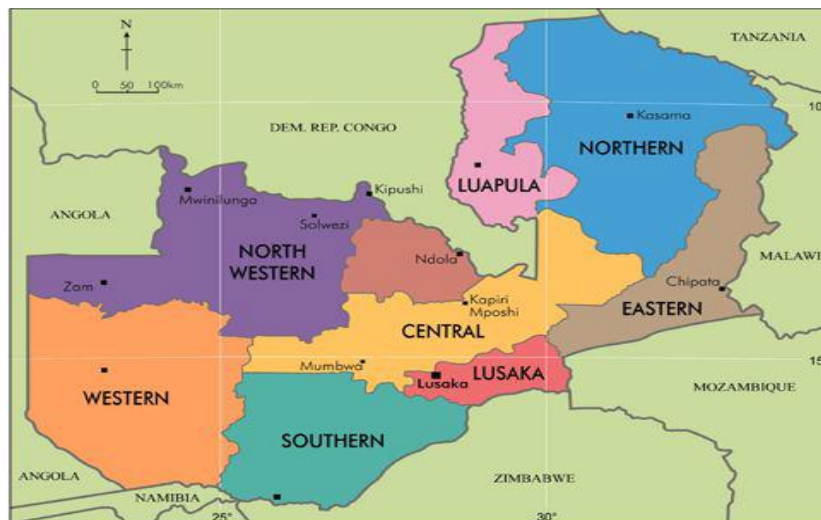 N
0 50 100km
TANZANIA
10°
DEM. REP. CONGO
Kasama
NORTHERN
LUAPULA
Mwinilunga
Kipushi
ANGOLA
Solwezi
NORTH
WESTERN
Ndola
MALAWI
Zam
Chipata
Kapiri
Mposhi
EASTERN
CENTRAL
15°
Mumbwa
Lusaka
LUSAKA
WESTERN
MOZAMBIQUE
SOUTHERN
ANGOLA
ZIMBABWE
NAMIBIA
25°
30°